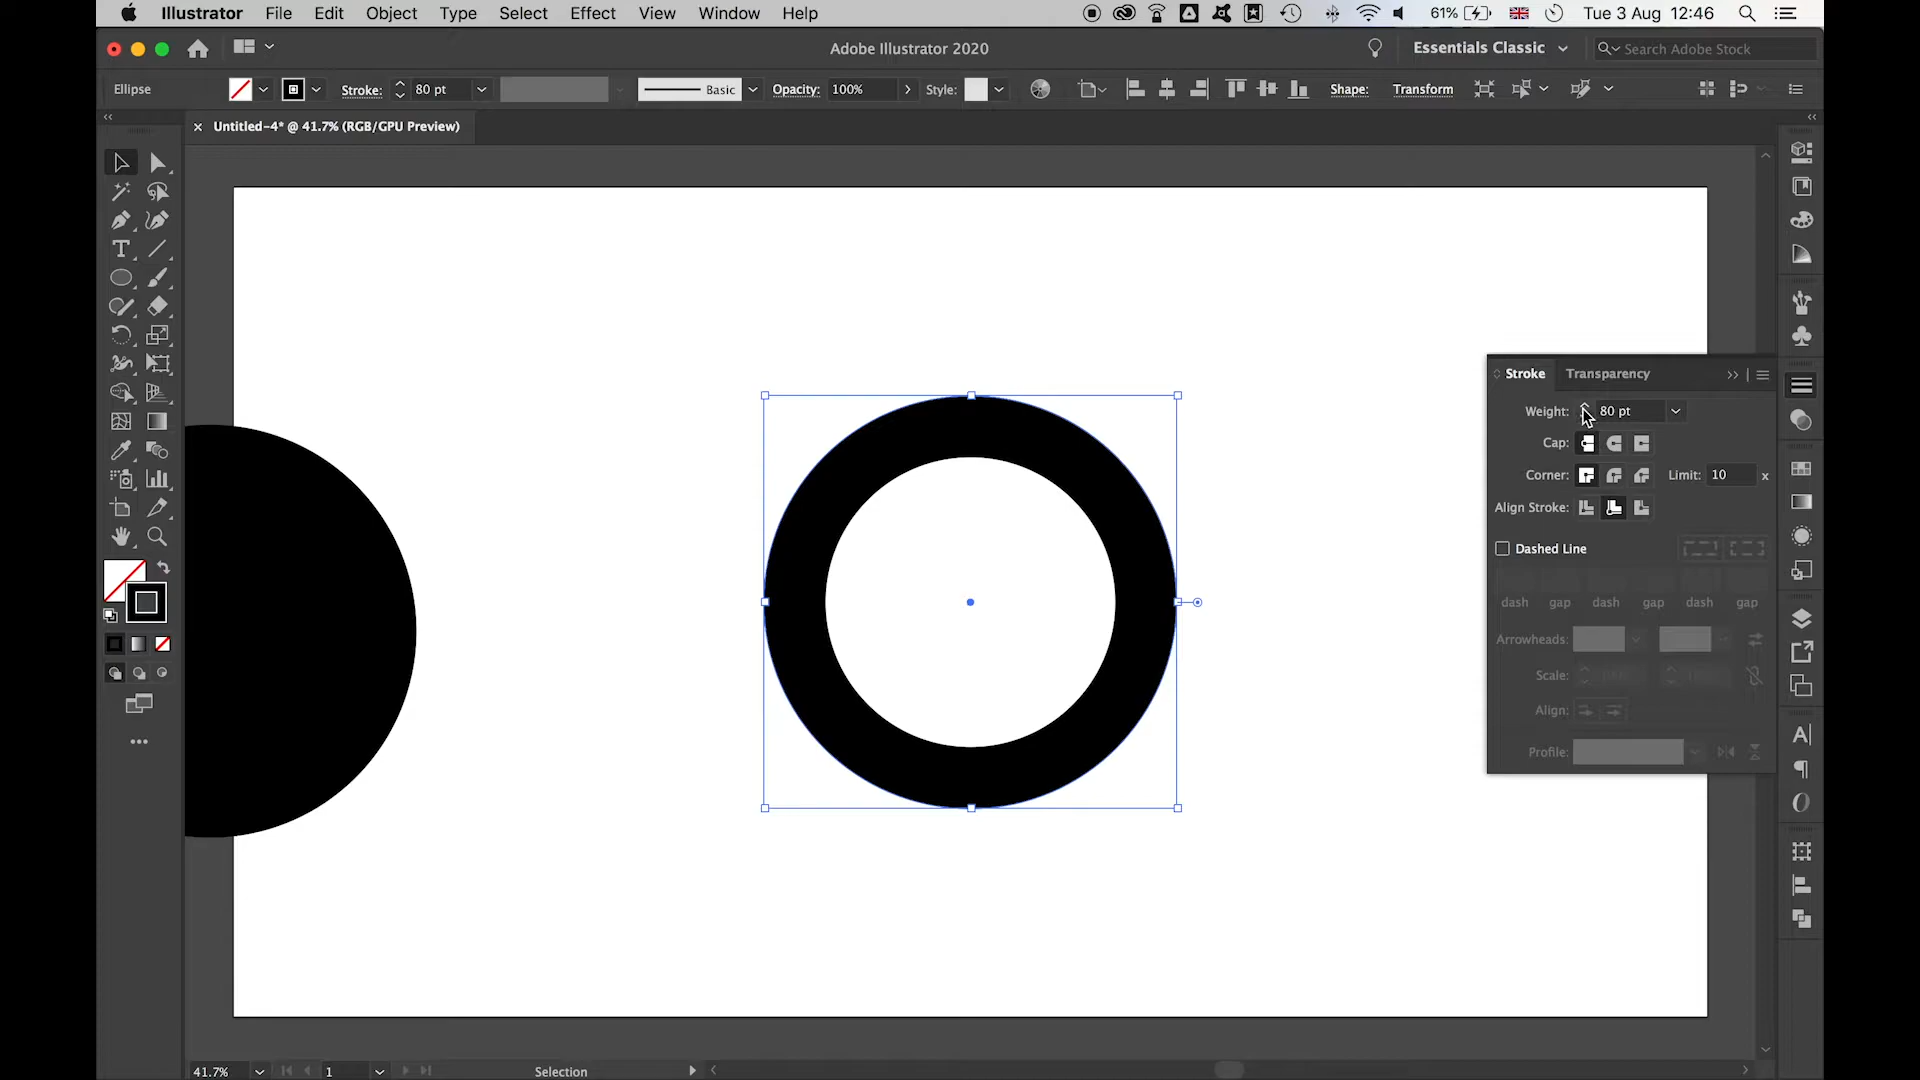 Illustrator File Edit Object Type Select Effect View Window Help 61% Tue 3 Aug 12:46
Adobe Illustrator 2020 Essentials Classic Search Adobe Stock
Ellipse Stroke: 80 pt Basic Opacity: 100% Style: Shape: Transform
Untitled-4* @ 41.7% (RGB/GPU Preview)
Stroke Transparency
Weight: 80 pt
Cap:
Corner: Limit: 10 x
Align Stroke:
Dashed Line
dash gap dash gap dash gap
Arrowheads:
Scale:
Align:
Profile:
41.7% 1 Selection